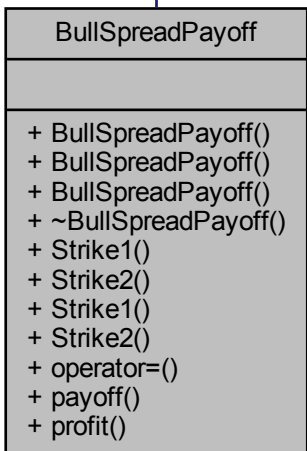 BullSpreadPayoff
+ BullSpreadPayoff()
+ BullSpreadPayoff()
+ BullSpreadPayoff()
+ ~BullSpreadPayoff()
+ Strike1()
+ Strike2()
+ Strike1()
+ Strike2()
+ operator=()
+ payoff()
+ profit()